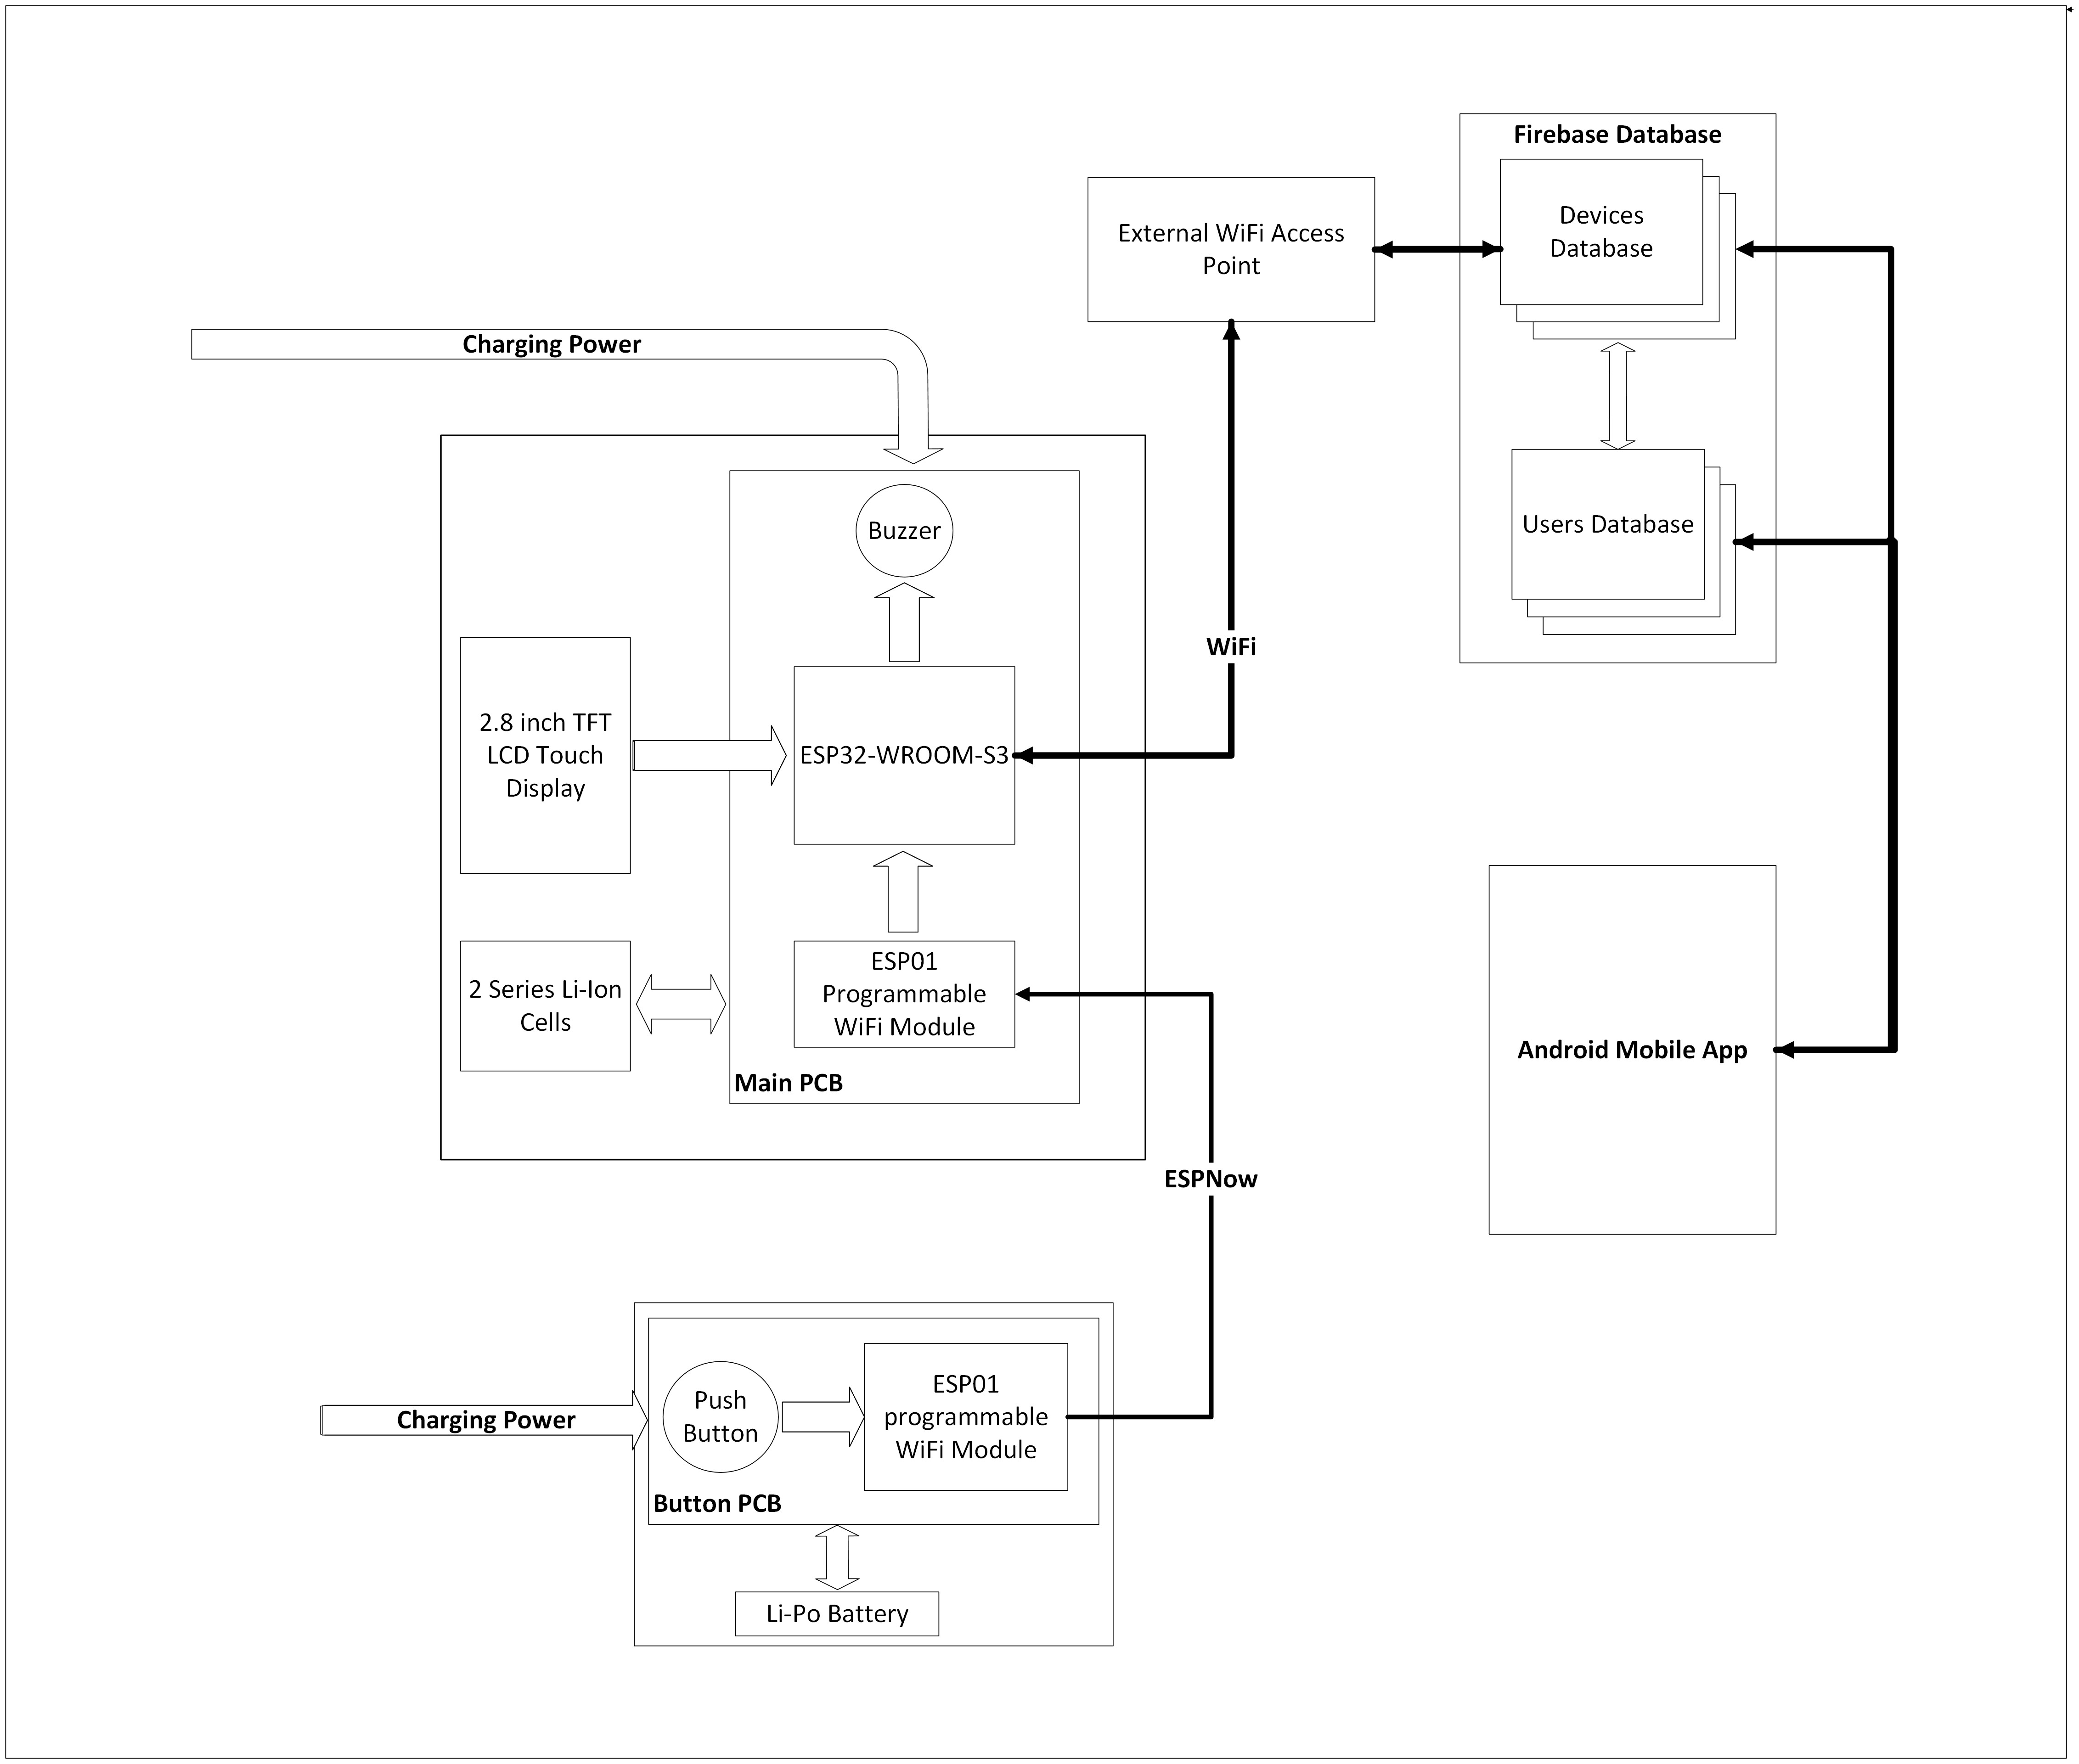 Firebase Database
Devices
Database
External WiFi Access
Point
Charging Power
Buzzer
Users Database
WiFi
2.8 inch TFT
LCD Touch
Display
ESP32-WROOM-S3
2 Series Li-Ion
Cells
ESP01
Programmable
WiFi Module
Main PCB
Android Mobile App
ESPNow
Charging Power
Push
Button
ESP01
programmable
WiFi Module
Button PCB
Li-Po Battery